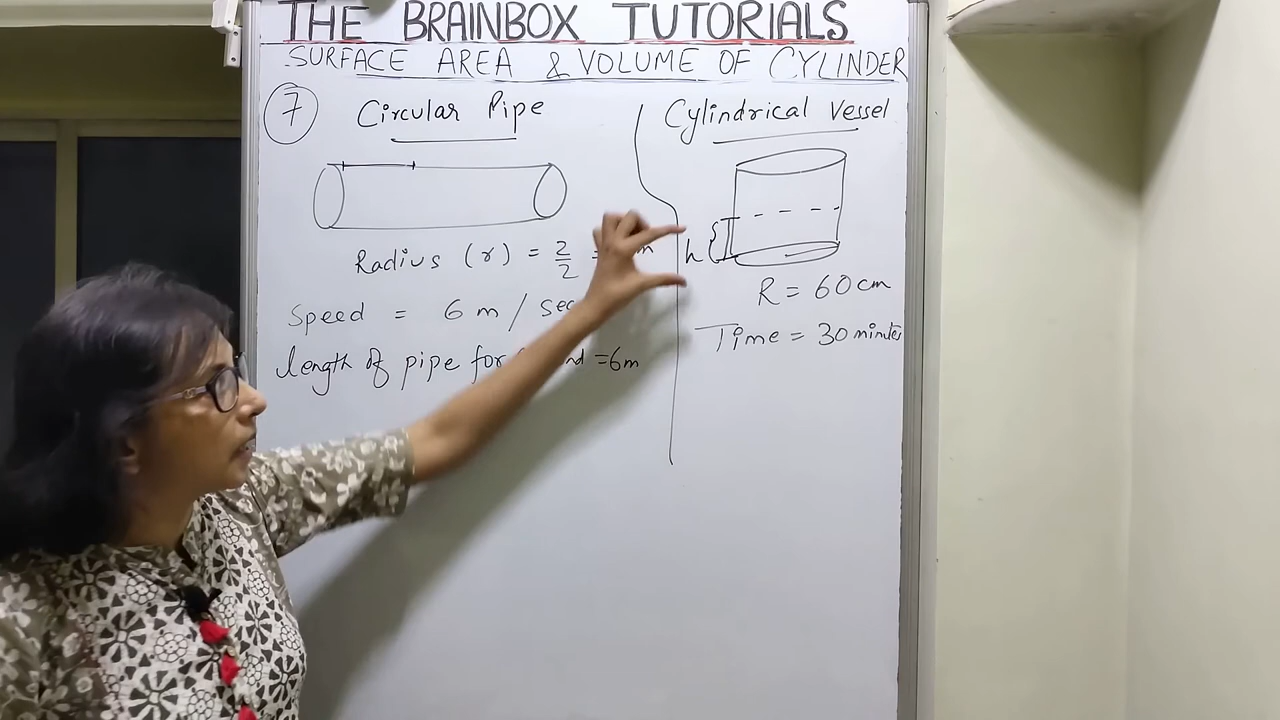 THE BRAINBOX TUTORIALS
SURFACE AREA & VOLUME OF CYLINDER
7
Circular Pipe
Radius (r) = 2/2 =
Speed = 6 m / sec
length of pipe for = 6m
Cylindrical Vessel
h
R = 60 cm
Time = 30 minutes